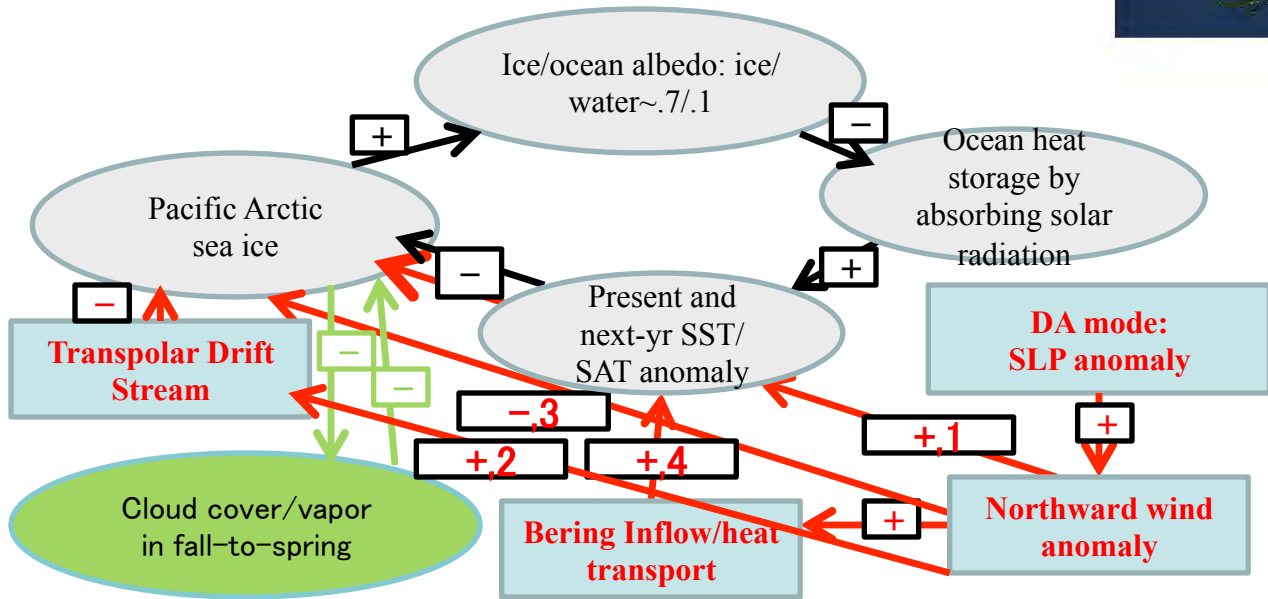 Ice/ocean albedo: ice/
water~.7/.1
+
−
Pacific Arctic
sea ice
Ocean heat
storage by
absorbing solar
radiation
−
+
Present and
next-yr SST/
SAT anomaly
−
Transpolar Drift
Stream
−
−
DA mode:
SLP anomaly
−,3
+,2
+,4
+,1
+
Cloud cover/vapor
in fall-to-spring
Bering Inflow/heat
transport
+
Northward wind
anomaly